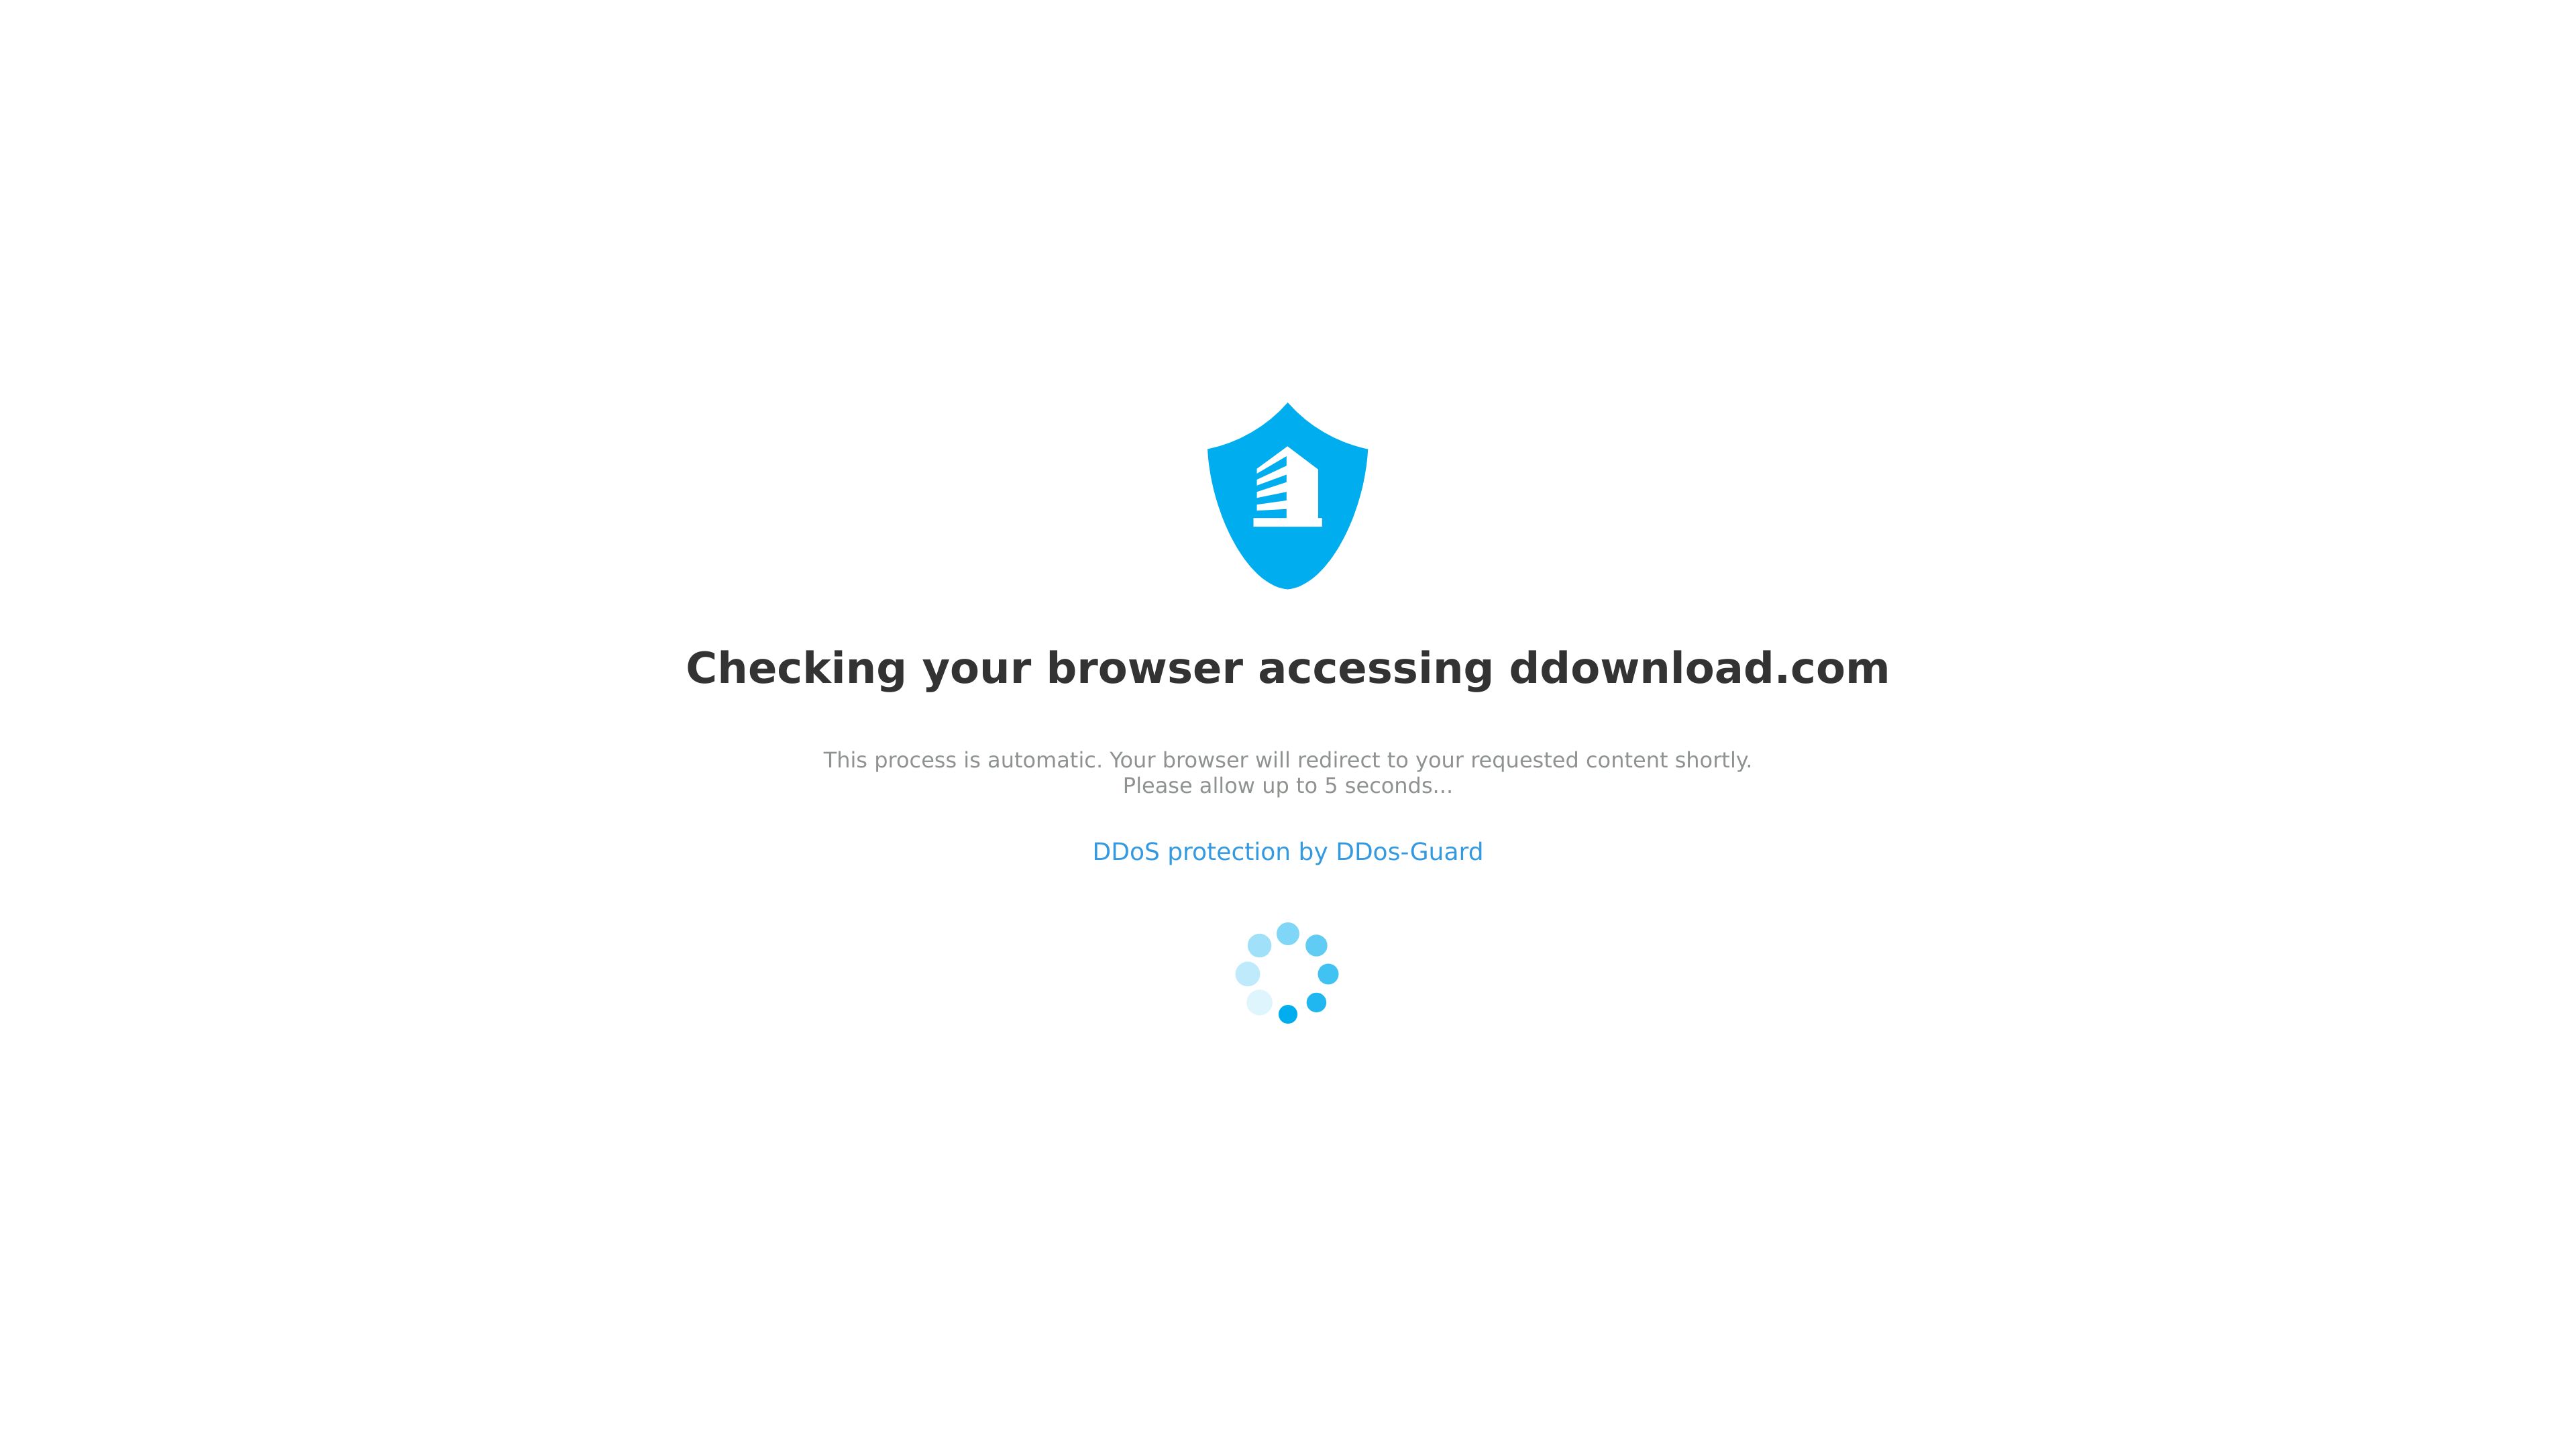 Checking your browser accessing ddownload.com
This process is automatic. Your browser will redirect to your requested content shortly.
Please allow up to 5 seconds...
DDoS protection by DDos-Guard